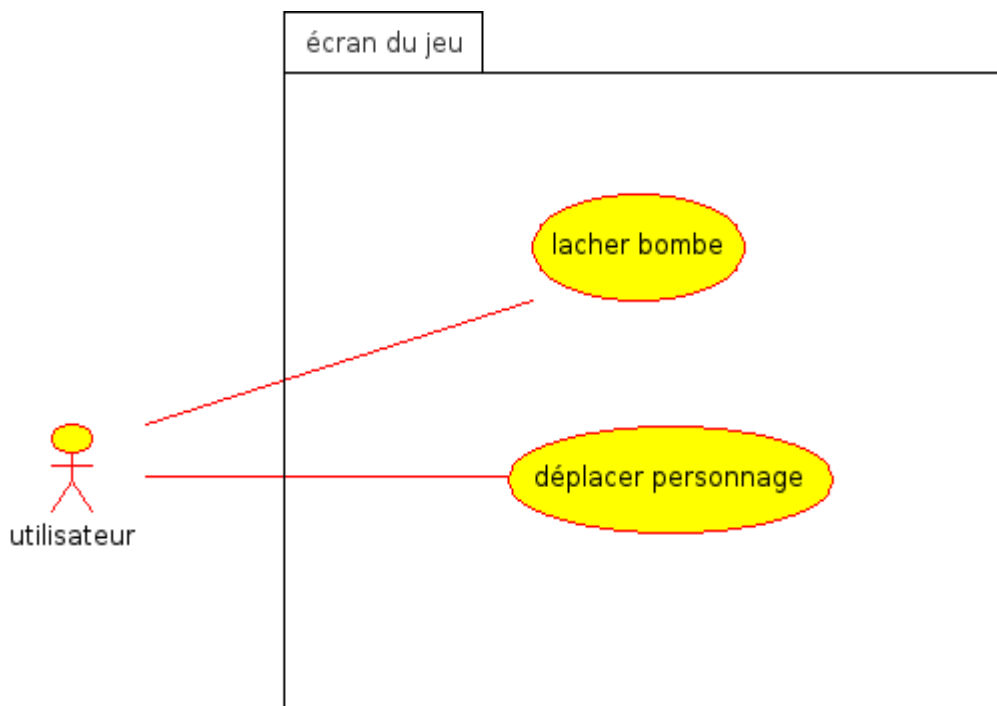 écran du jeu
lacher bombe
déplacer personnage
utilisateur